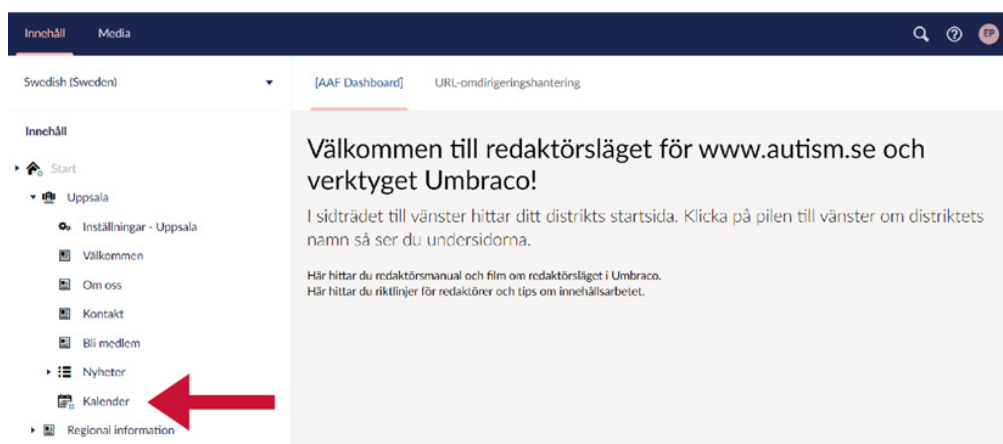 Innehåll Media EP
Swedish (Sweden) [AAF Dashboard] URL-omdirigeringshantering
Innehåll
Start
Uppsala
Inställningar - Uppsala
Välkommen
Om oss
Kontakt
Bli medlem
Nyheter
Kalender
Regional information
Välkommen till redaktörsläget för www.autism.se och
verktyget Umbraco!
I sidträdet till vänster hittar ditt distrikts startsida. Klicka på pilen till vänster om distriktets
namn så ser du undersidorna.
Här hittar du redaktörsmanual och film om redaktörsläget i Umbraco.
Här hittar du riktlinjer för redaktörer och tips om innehållsarbetet.